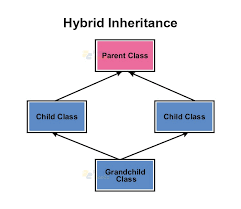 Hybrid Inheritance
Parent Class
Child Class
Child Class
Grandchild
Class